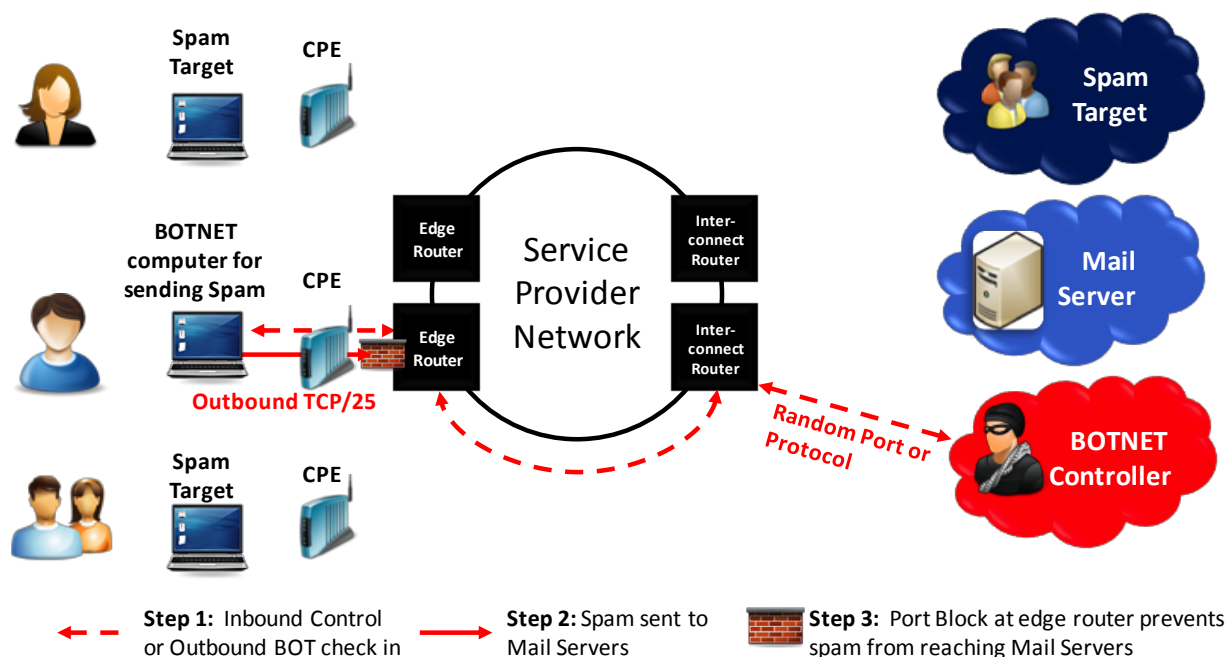 Spam
Target
CPE
Spam
Target
Edge
Router
Inter-
connect
Router
Service
Provider
Network
BOTNET
computer for
sending Spam
CPE
Mail
Server
Edge
Router
Inter-
connect
Router
Outbound TCP/25
Random Port or
Protocol
BOTNET
Controller
Spam
Target
CPE
Step 1: Inbound Control
or Outbound BOT check in
Step 2: Spam sent to
Mail Servers
Step 3: Port Block at edge router prevents
spam from reaching Mail Servers